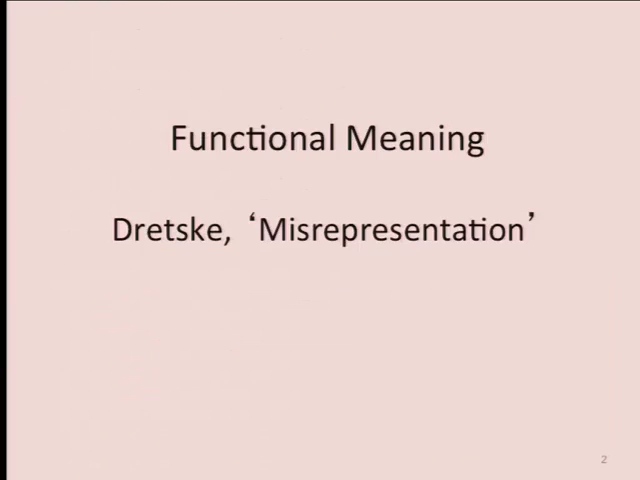 Functional Meaning
Dretske, ‘Misrepresentation’
2